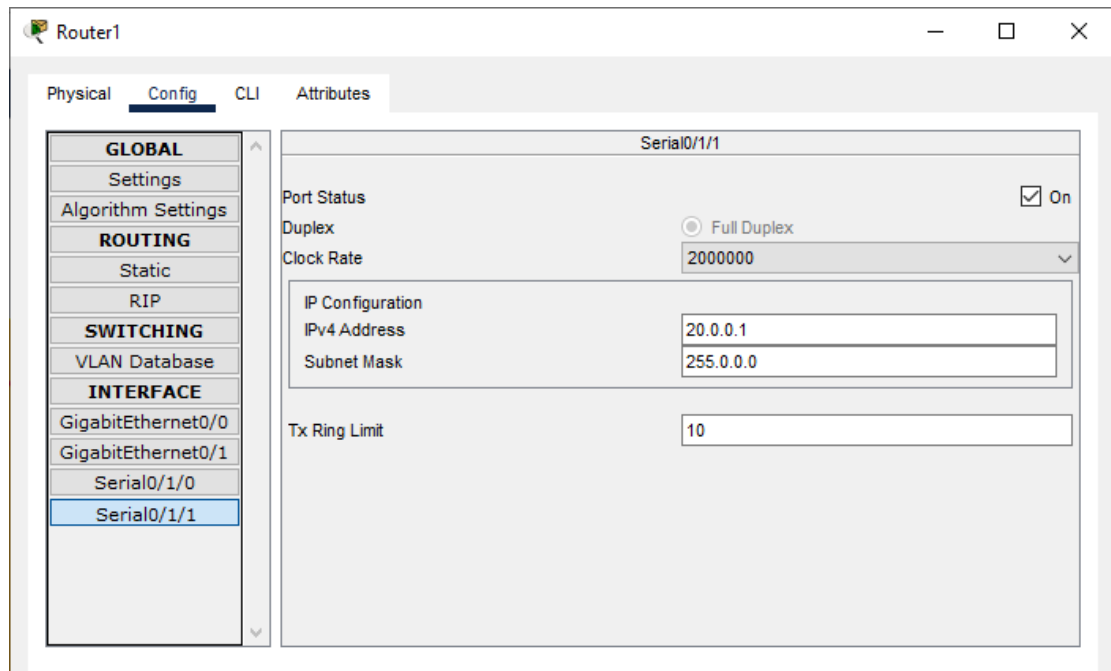 Router1
Physical Config CLI Attributes
GLOBAL
Settings
Algorithm Settings
ROUTING
Static
RIP
SWITCHING
VLAN Database
INTERFACE
GigabitEthernet0/0
GigabitEthernet0/1
Serial0/1/0
Serial0/1/1
Serial0/1/1
Port Status On
Duplex Full Duplex
Clock Rate 2000000
IP Configuration
IPv4 Address 20.0.0.1
Subnet Mask 255.0.0.0
Tx Ring Limit 10